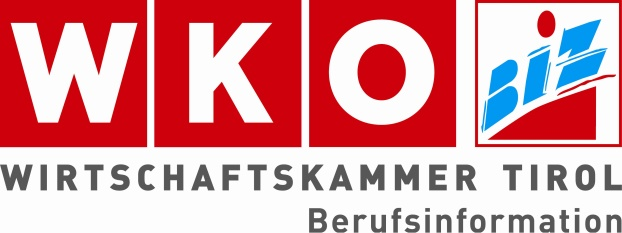 WKO BiZ
WIRTSCHAFTSKAMMER TIROL
Berufsinformation